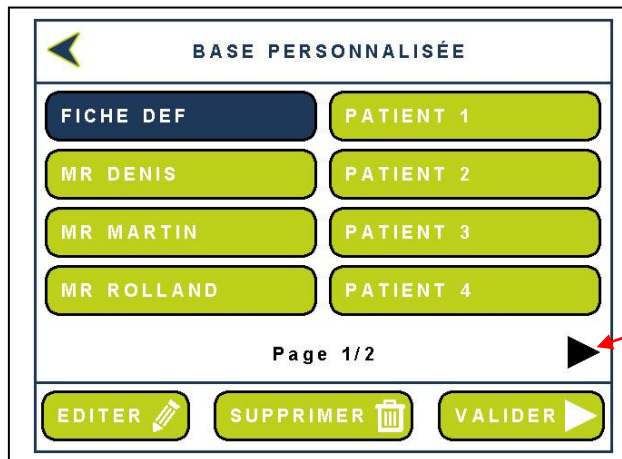 BASE PERSONNALISÉE
FICHE DEF PATIENT 1
MR DENIS PATIENT 2
MR MARTIN PATIENT 3
MR ROLLAND PATIENT 4
Page 1/2
EDITER SUPPRIMER VALIDER